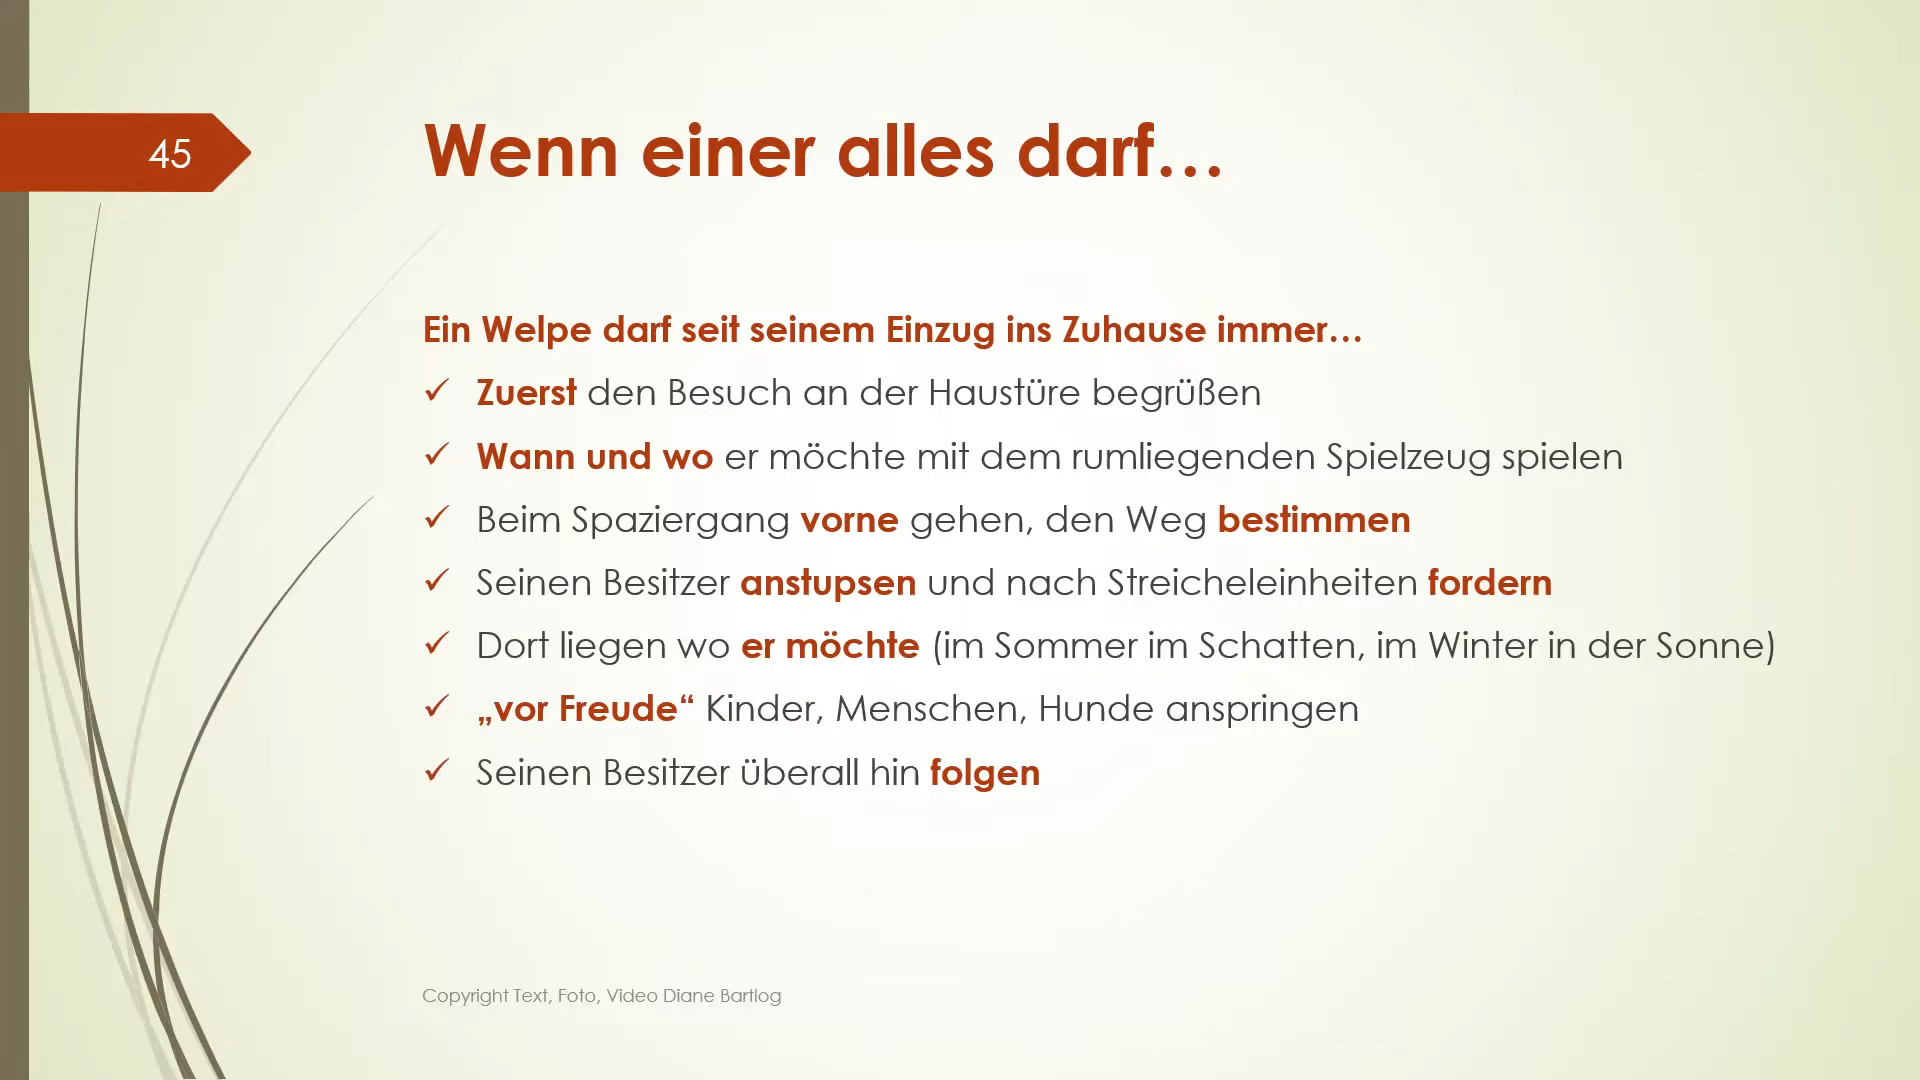 45
Wenn einer alles darf…
Ein Welpe darf seit seinem Einzug ins Zuhause immer…
✓ Zuerst den Besuch an der Haustüre begrüßen
✓ Wann und wo er möchte mit dem rumliegenden Spielzeug spielen
✓ Beim Spaziergang vorne gehen, den Weg bestimmen
✓ Seinen Besitzer anstupsen und nach Streicheleinheiten fordern
✓ Dort liegen wo er möchte (im Sommer im Schatten, im Winter in der Sonne)
✓ „vor Freude“ Kinder, Menschen, Hunde anspringen
✓ Seinen Besitzer überall hin folgen
Copyright Text, Foto, Video Diane Bartlog